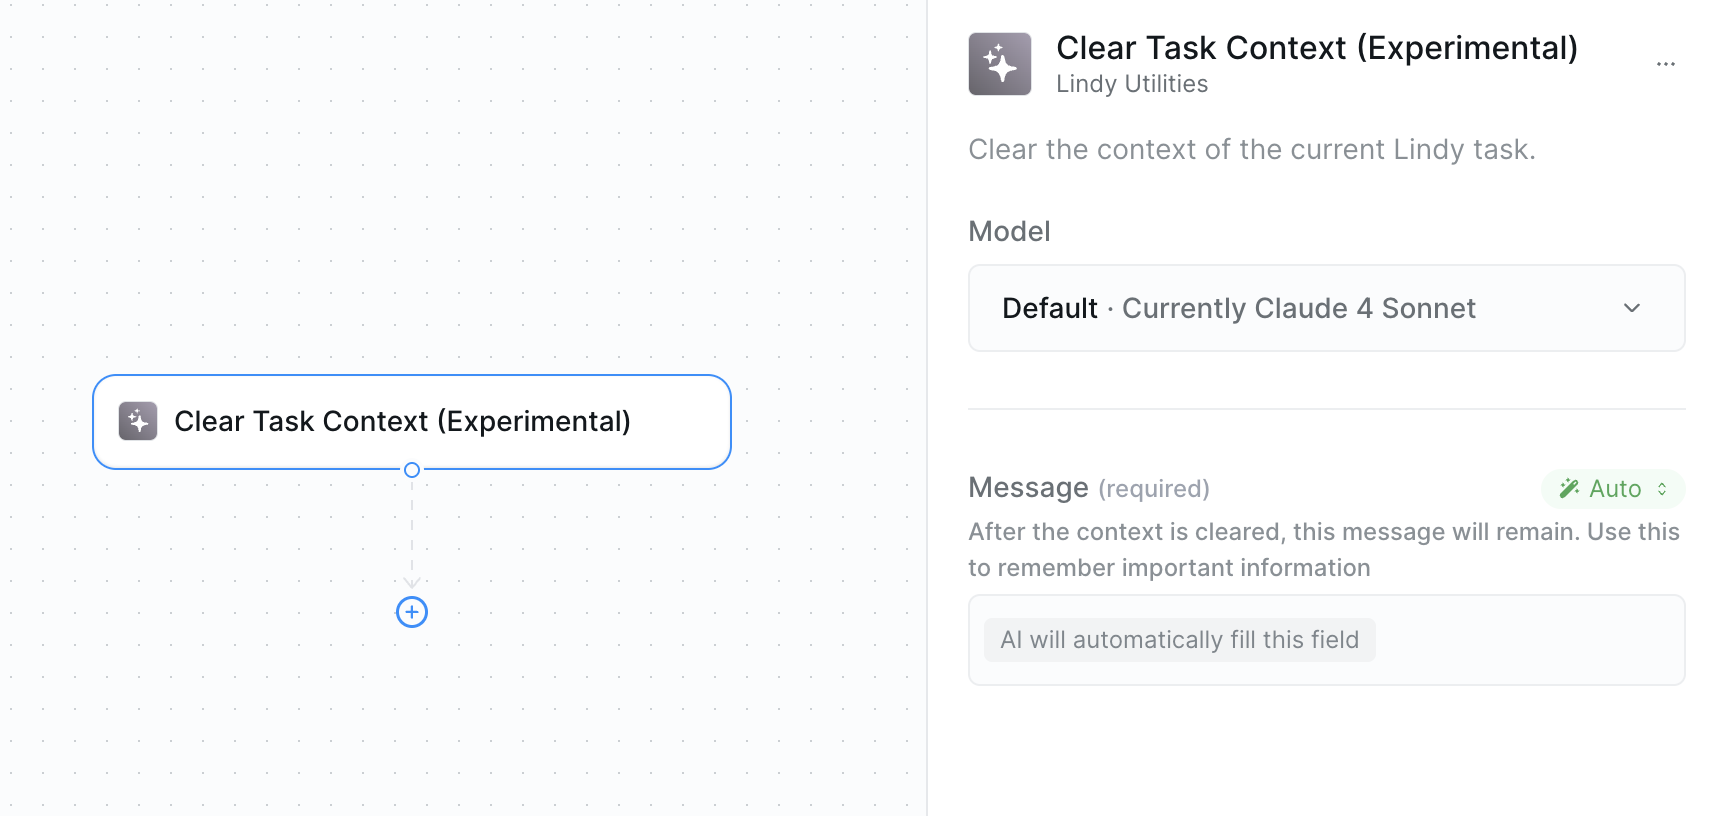 Clear Task Context (Experimental)
Clear Task Context (Experimental)
Lindy Utilities
Clear the context of the current Lindy task.
Model
Default · Currently Claude 4 Sonnet
Message (required)
Auto
After the context is cleared, this message will remain. Use this
to remember important information
AI will automatically fill this field